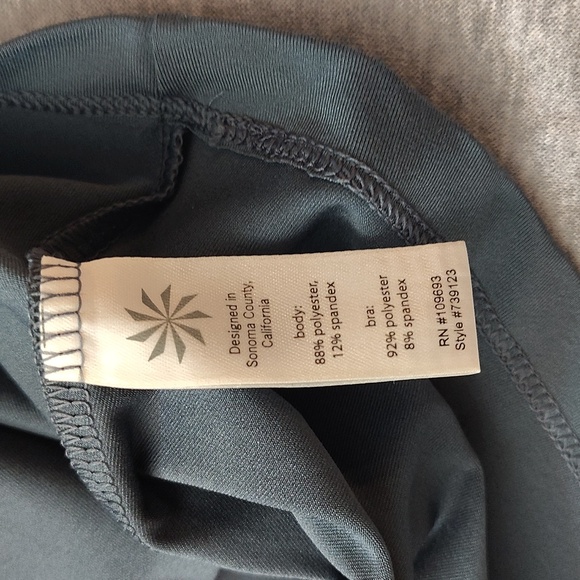 Designed in
Sonoma County,
California
body:
88% polyester,
12% spandex
bra:
92% polyester
8% spandex
RN #109693
Style #739123